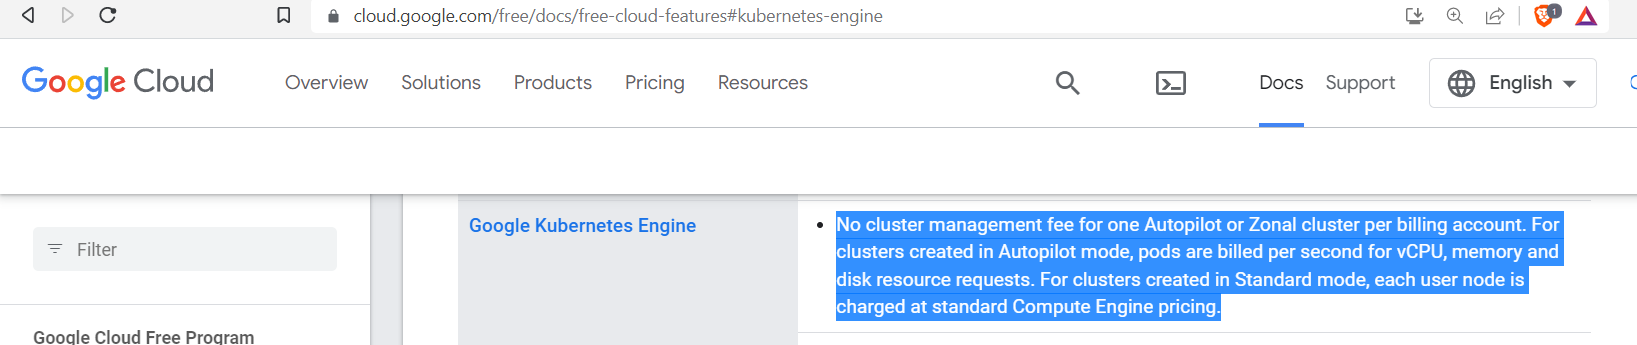 cloud.google.com/free/docs/free-cloud-features#kubernetes-engine
1
Google Cloud
Overview
Solutions
Products
Pricing
Resources
Docs
Support
English
Filter
Google Cloud Free Program
Google Kubernetes Engine
No cluster management fee for one Autopilot or Zonal cluster per billing account. For
clusters created in Autopilot mode, pods are billed per second for vCPU, memory and
disk resource requests. For clusters created in Standard mode, each user node is
charged at standard Compute Engine pricing.